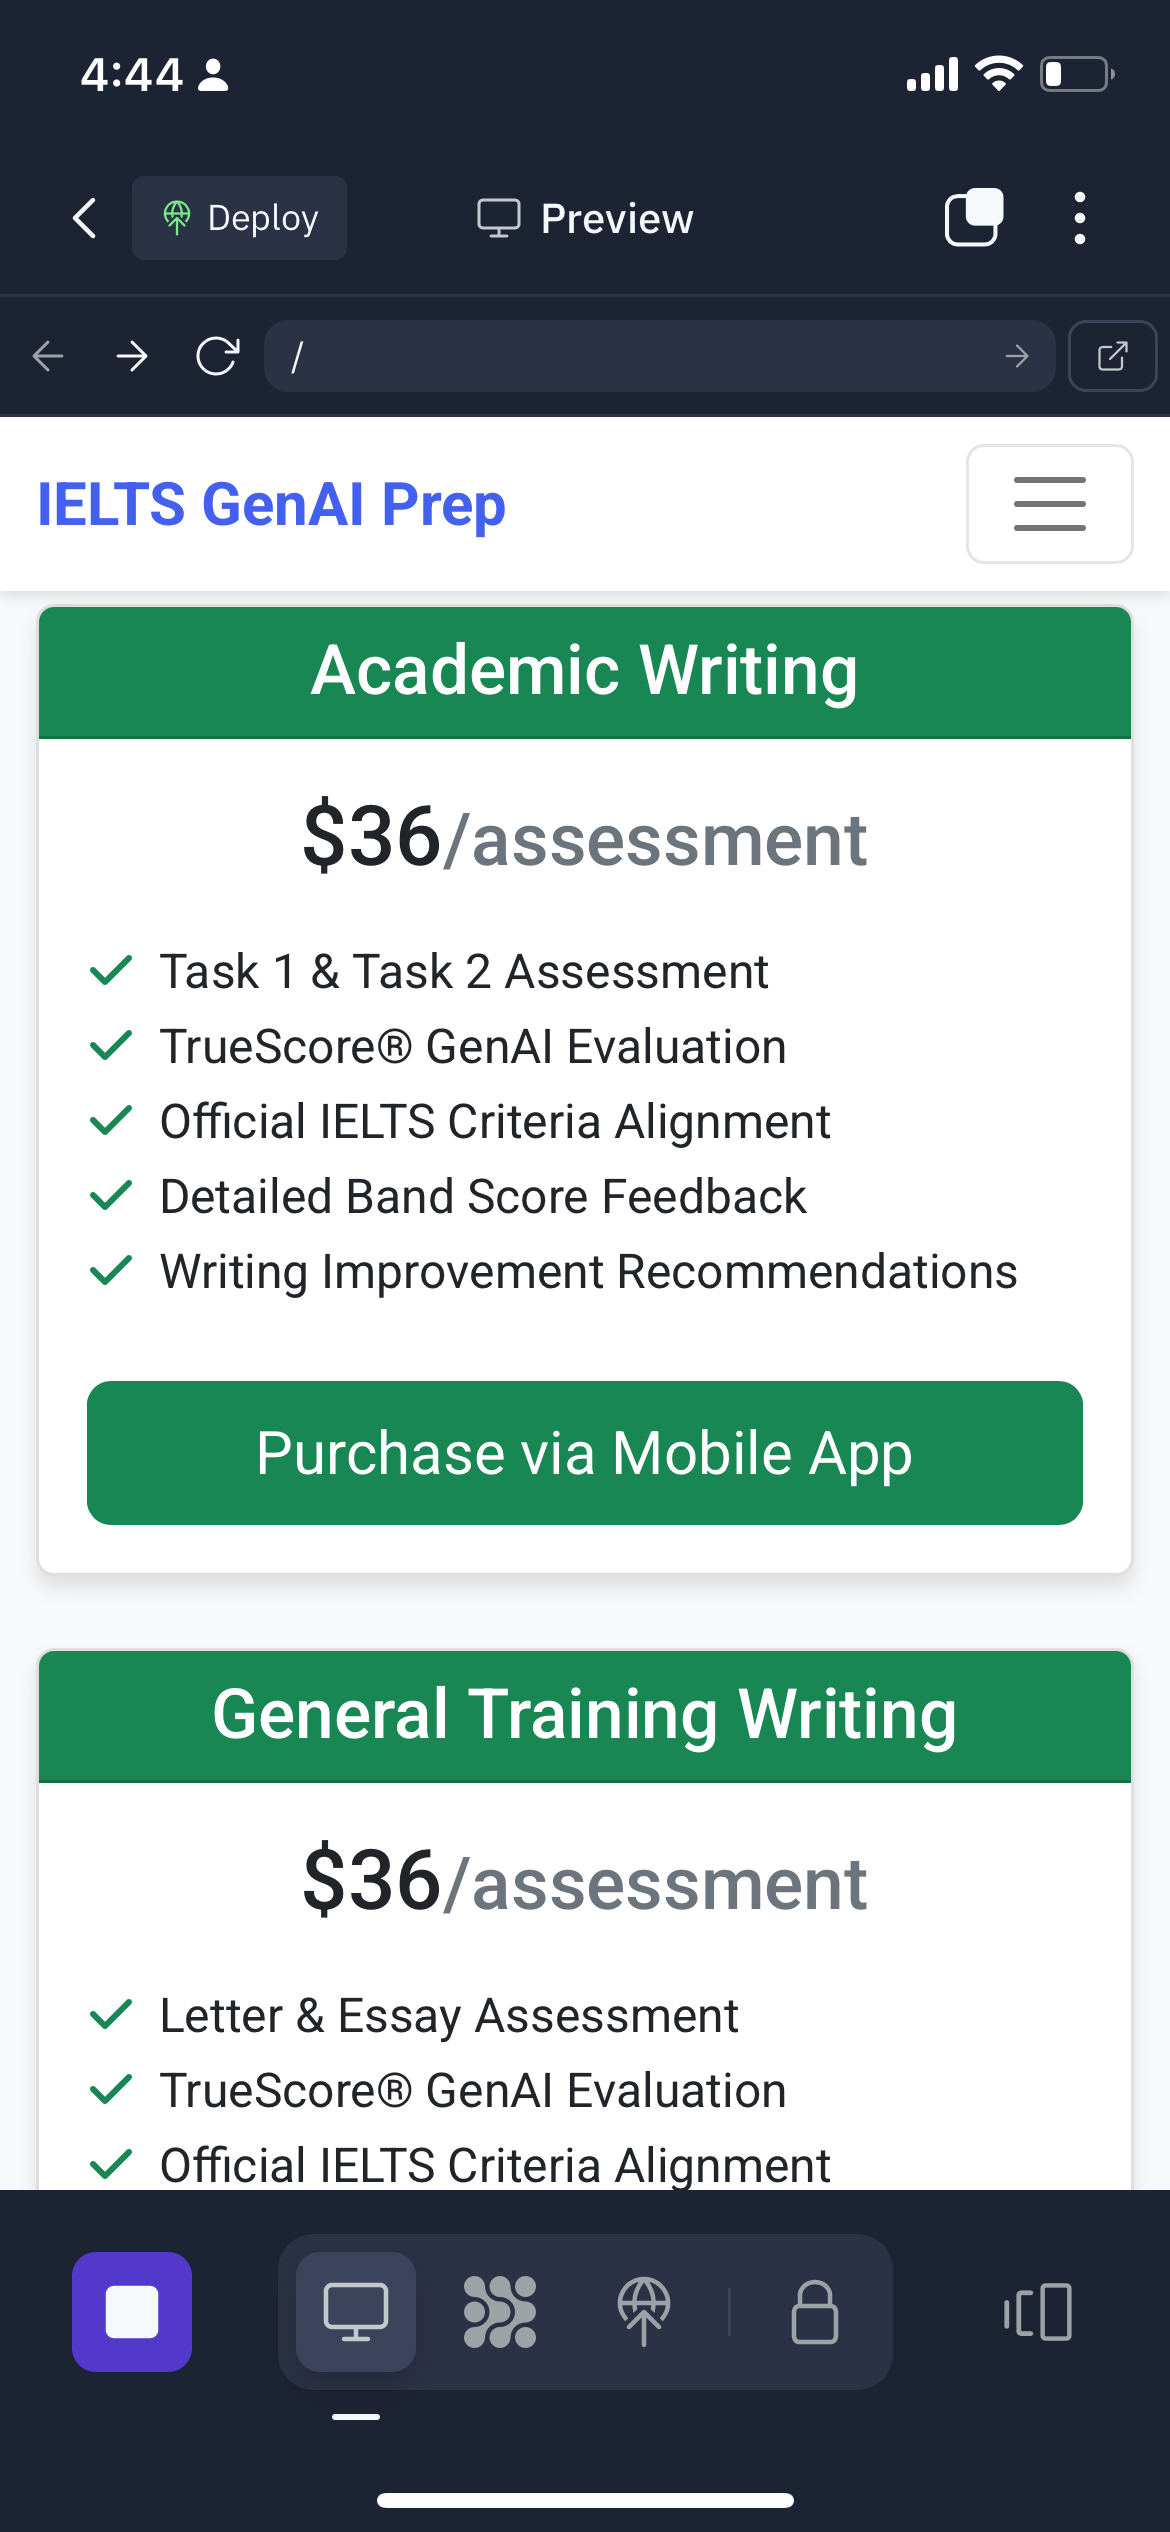 4:44
Deploy
Preview
/
IELTS GenAI Prep
Academic Writing
$36/assessment
Task 1 & Task 2 Assessment
TrueScore® GenAI Evaluation
Official IELTS Criteria Alignment
Detailed Band Score Feedback
Writing Improvement Recommendations
Purchase via Mobile App
General Training Writing
$36/assessment
Letter & Essay Assessment
TrueScore® GenAI Evaluation
Official IELTS Criteria Alignment